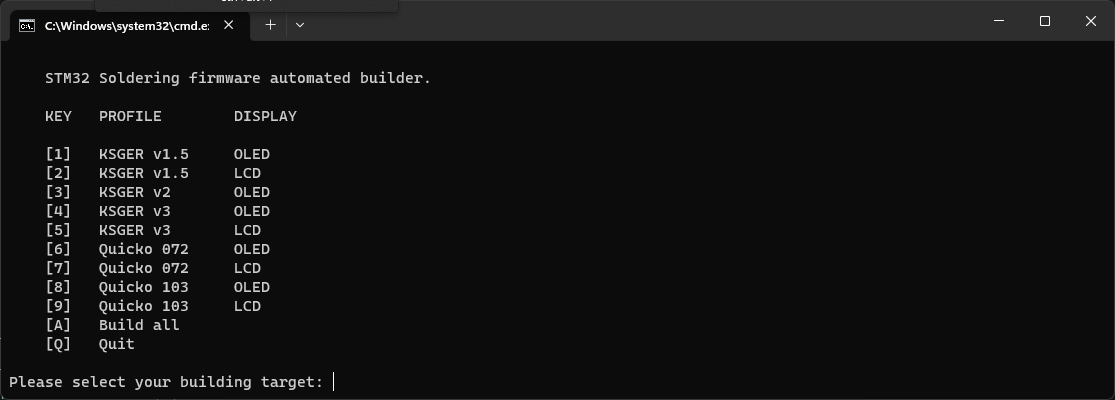 C:\Windows\system32\cmd.e
STM32 Soldering firmware automated builder.
KEY PROFILE DISPLAY
[1] KSGER v1.5 OLED
[2] KSGER v1.5 LCD
[3] KSGER v2 OLED
[4] KSGER v3 OLED
[5] KSGER v3 LCD
[6] Quicko 072 OLED
[7] Quicko 072 LCD
[8] Quicko 103 OLED
[9] Quicko 103 LCD
[A] Build all
[Q] Quit
Please select your building target: